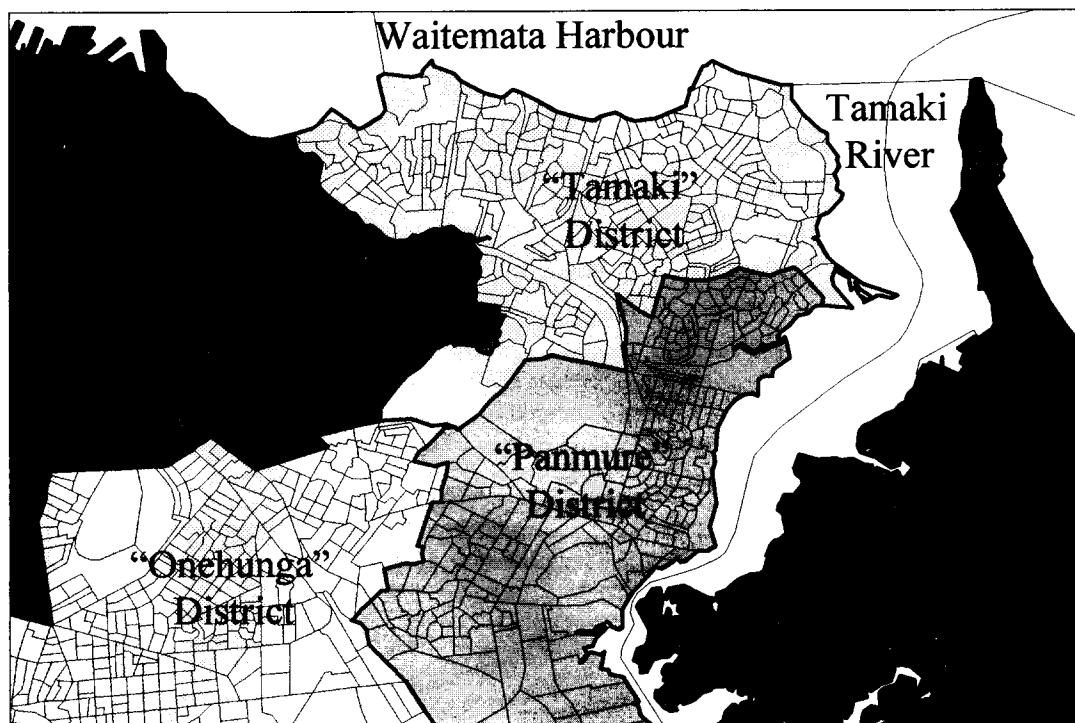 Waitemata Harbour
Tamaki
River
“Tamaki”
District
“Panmure”
District
“Onehunga”
District